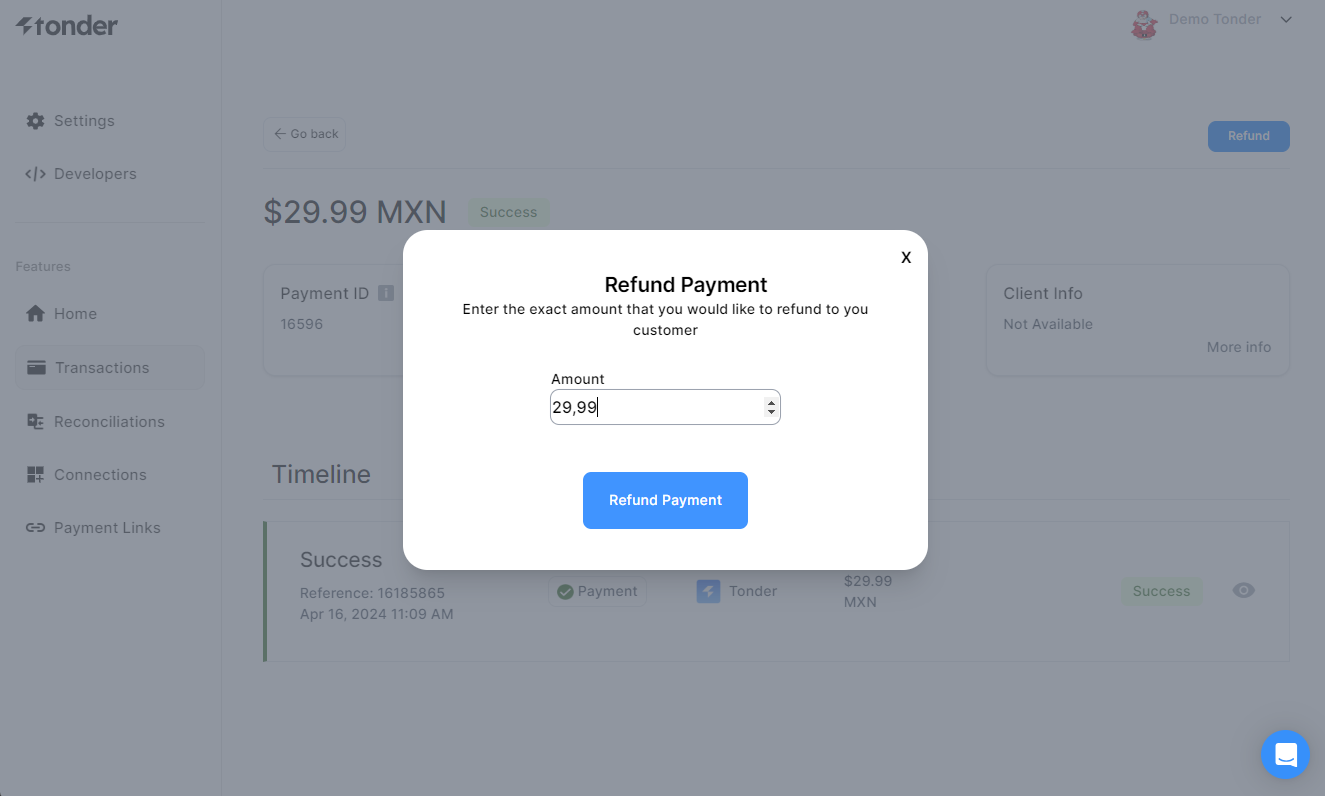 tonder
Demo Tonder
Settings
Developers
Features
Home
Transactions
Reconciliations
Connections
Payment Links
Go back
Refund
$29.99 MXN
Success
Payment ID
16596
Client Info
Not Available
More info
X
Refund Payment
Enter the exact amount that you would like to refund to you
customer
Amount
29,99
Refund Payment
Timeline
Success
Reference: 16185865
Apr 16, 2024 11:09 AM
Payment
Tonder
$29.99
MXN
Success